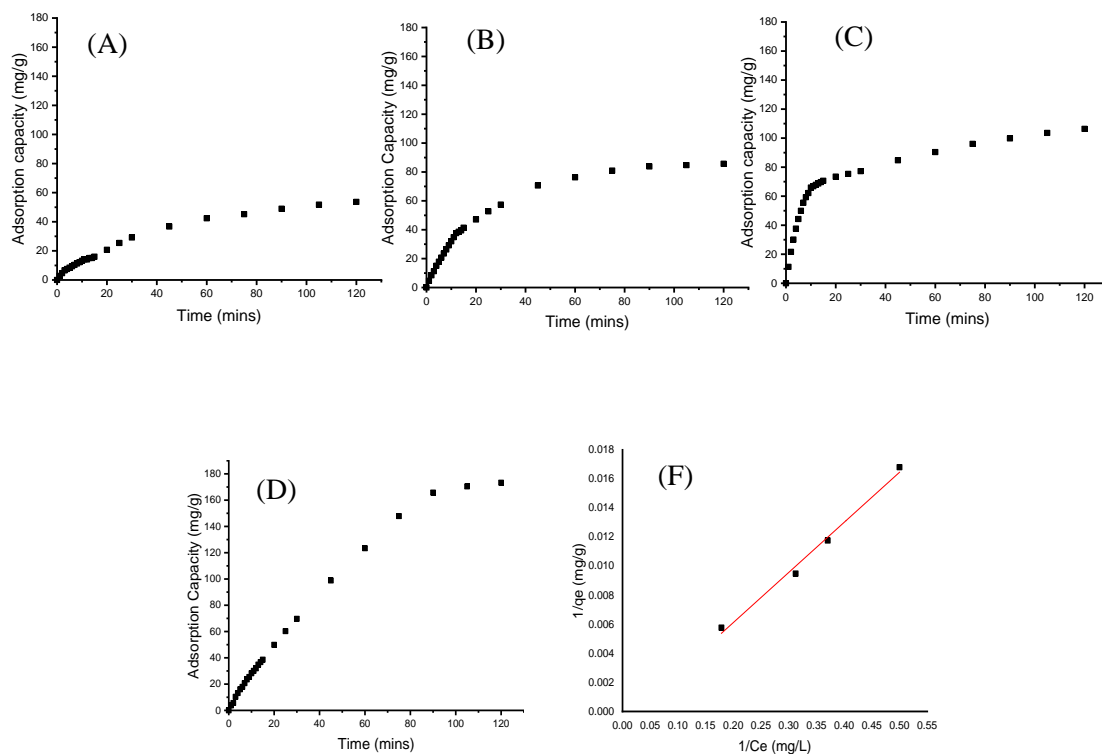 (A)
180
160
140
120
100
80
60
40
20
0
Adsorption capacity (mg/g)
0 20 40 60 80 100 120
Time (mins)
(B)
180
160
140
120
100
80
60
40
20
0
Adsorption Capacity (mg/g)
0 20 40 60 80 100 120
Time (mins)
(C)
180
160
140
120
100
80
60
40
20
0
Adsorption capacity (mg/g)
0 20 40 60 80 100 120
Time (mins)
(D)
180
160
140
120
100
80
60
40
20
0
Adsorption Capacity (mg/g)
0 20 40 60 80 100 120
Time (mins)
(F)
0.018
0.016
0.014
0.012
0.010
0.008
0.006
0.004
0.002
0.000
1/qe (mg/g)
0.00 0.05 0.10 0.15 0.20 0.25 0.30 0.35 0.40 0.45 0.50 0.55
1/Ce (mg/L)